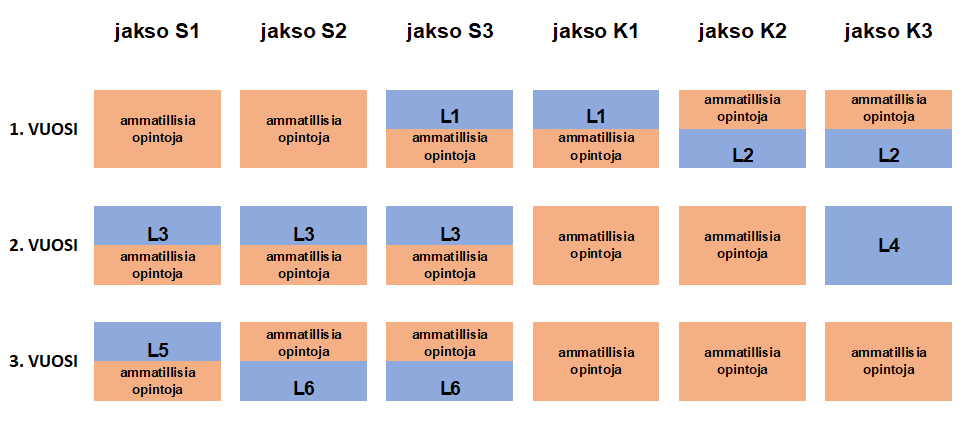 jakso S1 jakso S2 jakso S3 jakso K1 jakso K2 jakso K3
1. VUOSI
ammatillisia
opintoja
ammatillisia
opintoja
L1
ammatillisia
opintoja
L1
ammatillisia
opintoja
ammatillisia
opintoja
L2
ammatillisia
opintoja
L2
2. VUOSI
L3
ammatillisia
opintoja
L3
ammatillisia
opintoja
L3
ammatillisia
opintoja
ammatillisia
opintoja
ammatillisia
opintoja
L4
3. VUOSI
L5
ammatillisia
opintoja
ammatillisia
opintoja
L6
ammatillisia
opintoja
L6
ammatillisia
opintoja
ammatillisia
opintoja
ammatillisia
opintoja